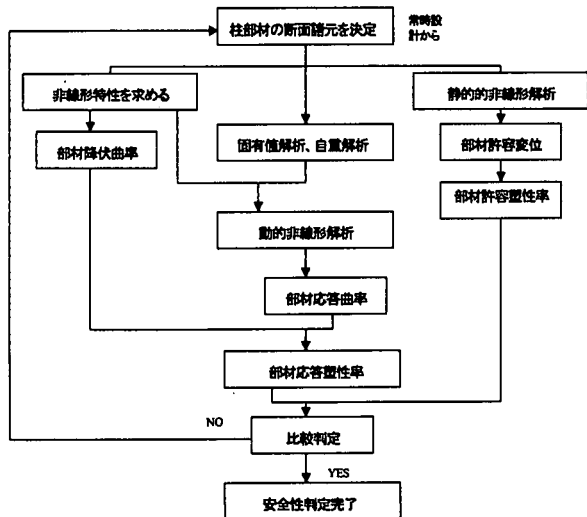 柱部材の断面諸元を決定
常時設
計から
非線形特性を求める
静的的非線形解析
部材降伏曲率
固有値解析、自重解析
部材許容変位
部材許容塑性率
動的非線形解析
部材応答曲率
部材応答塑性率
NO
比較判定
YES
安全性判定完了